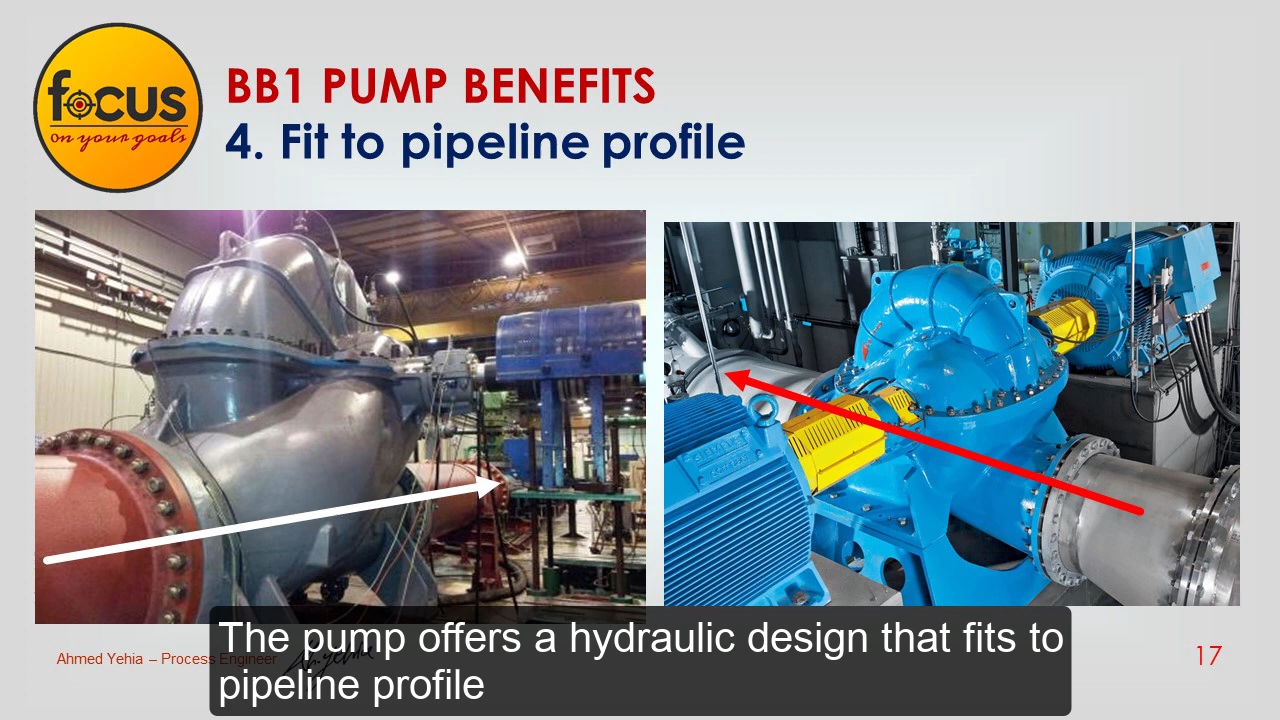 focus
on your goals
BB1 PUMP BENEFITS
4. Fit to pipeline profile
The pump offers a hydraulic design that fits to
pipeline profile
Ahmed Yehia – Process Engineer
17